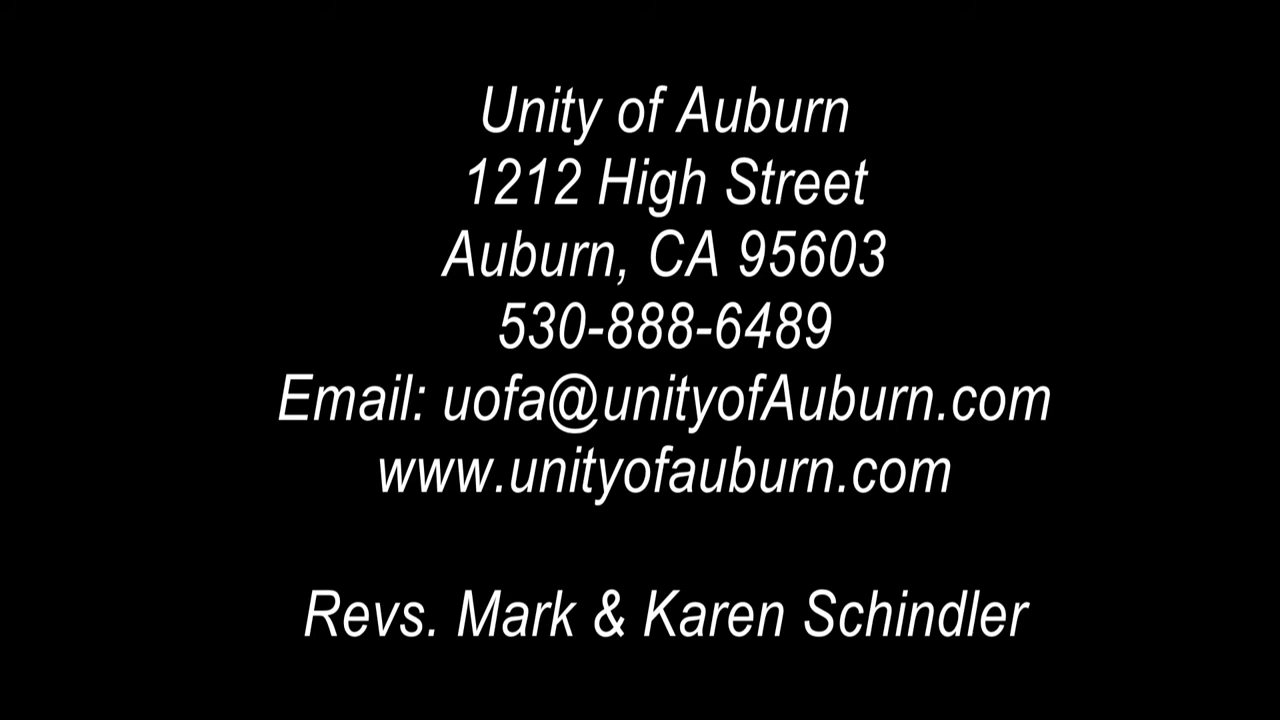 Unity of Auburn
1212 High Street
Auburn, CA 95603
530-888-6489
Email: uofa@unityofAuburn.com
www.unityofauburn.com
Revs. Mark & Karen Schindler